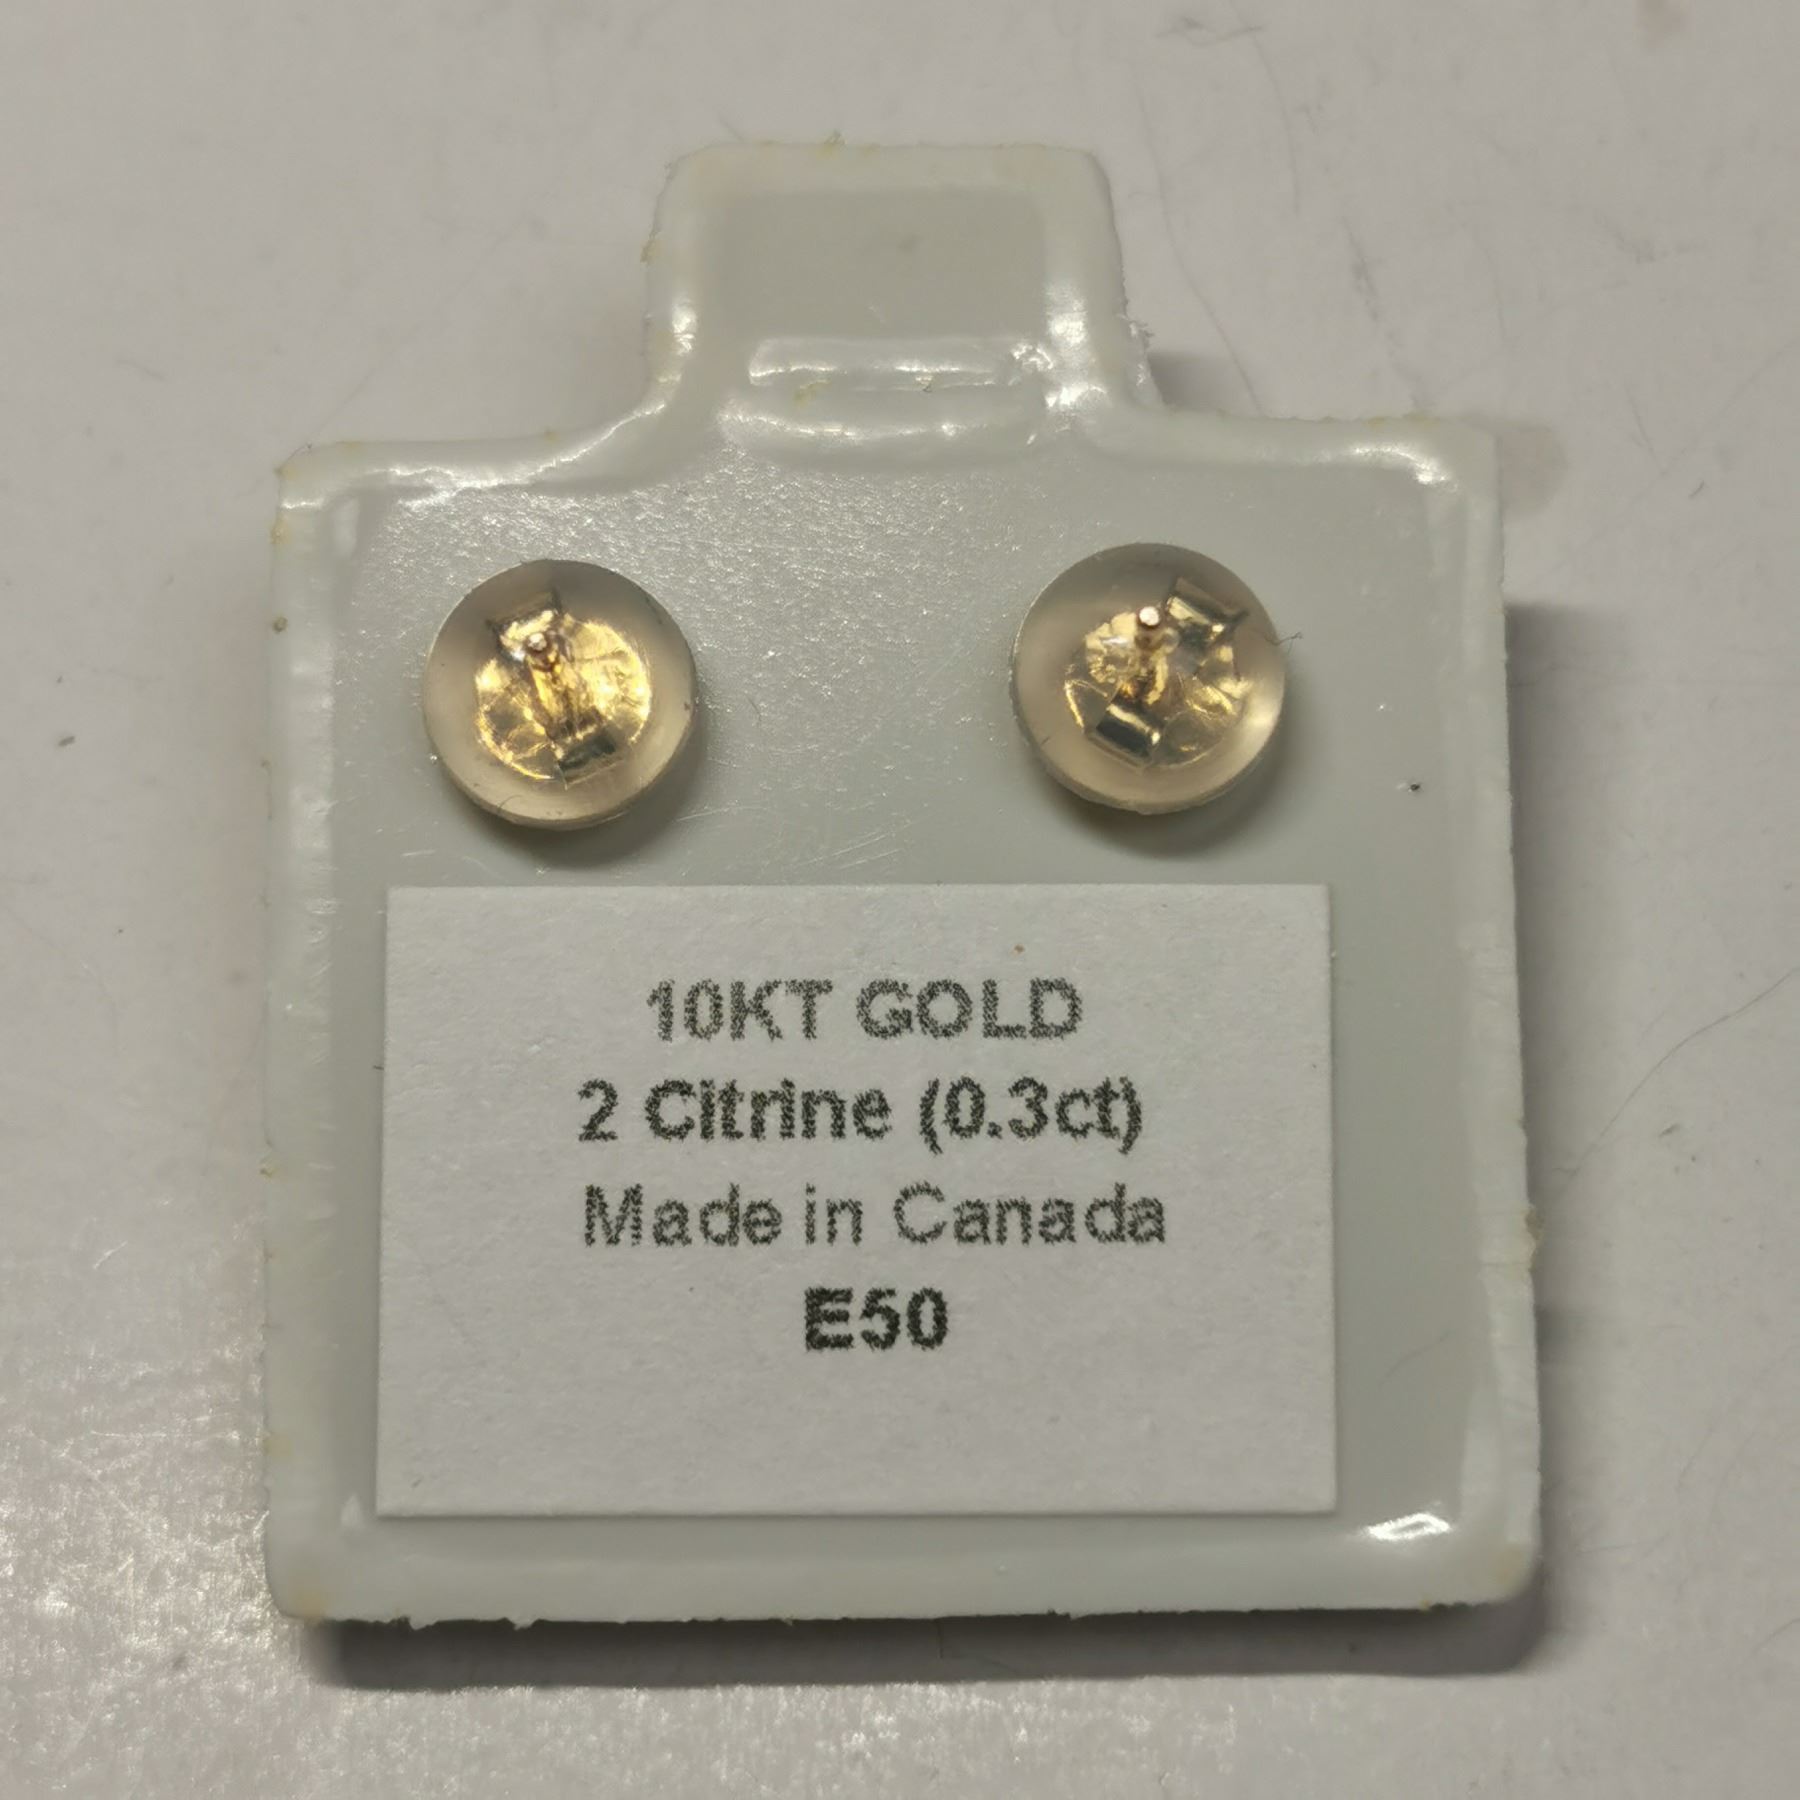 10KT GOLD
2 Citrine (0.3ct)
Made in Canada
E50